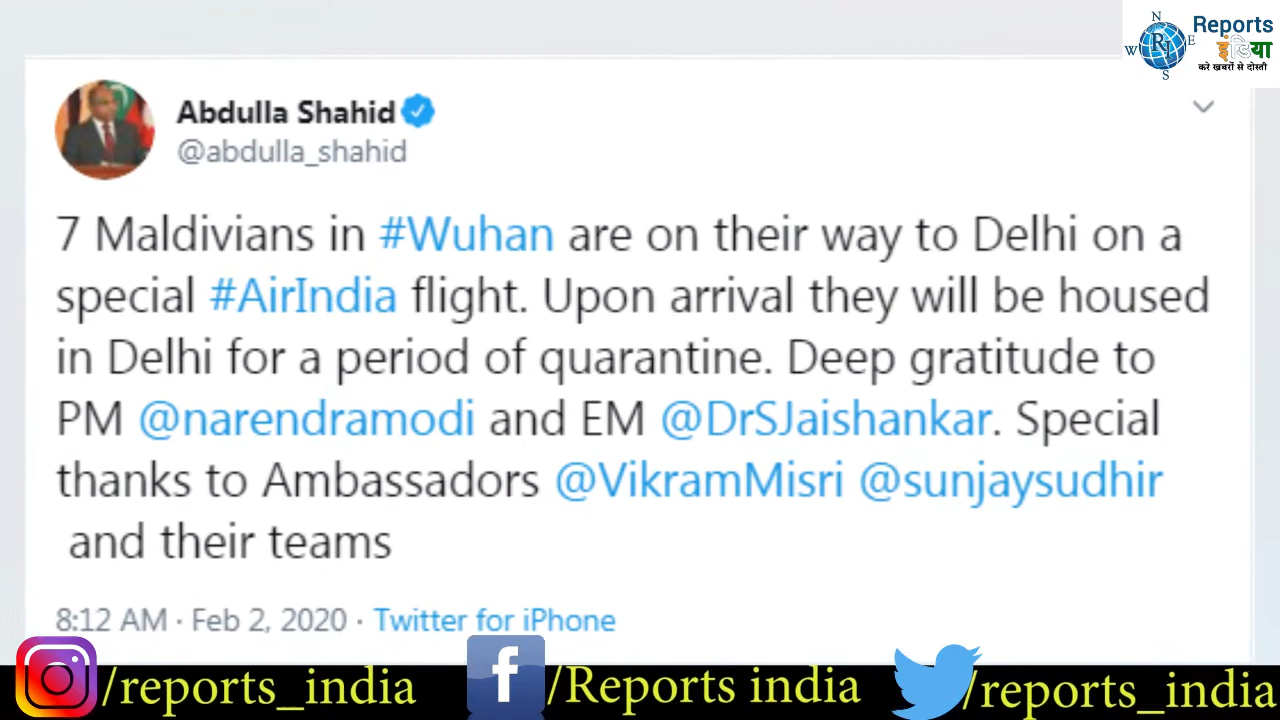 N
W E
S
RI
Reports
इंडिया
करे खबरों से दोस्ती
Abdulla Shahid
@abdulla_shahid
7 Maldivians in #Wuhan are on their way to Delhi on a
special #AirIndia flight. Upon arrival they will be housed
in Delhi for a period of quarantine. Deep gratitude to
PM @narendramodi and EM @DrSJaishankar. Special
thanks to Ambassadors @VikramMisri @sunjaysudhir
and their teams
8:12 AM · Feb 2, 2020 · Twitter for iPhone
/reports_india f /Reports india /reports_india